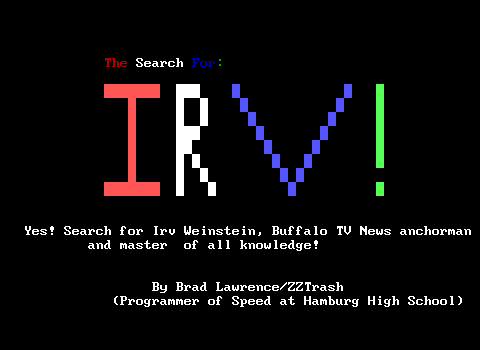 The Search For:
IRV!
Yes! Search for Irv Weinstein, Buffalo TV News anchorman
and master  of all knowledge!
By Brad Lawrence/ZZTrash
(Programmer of Speed at Hamburg High School)